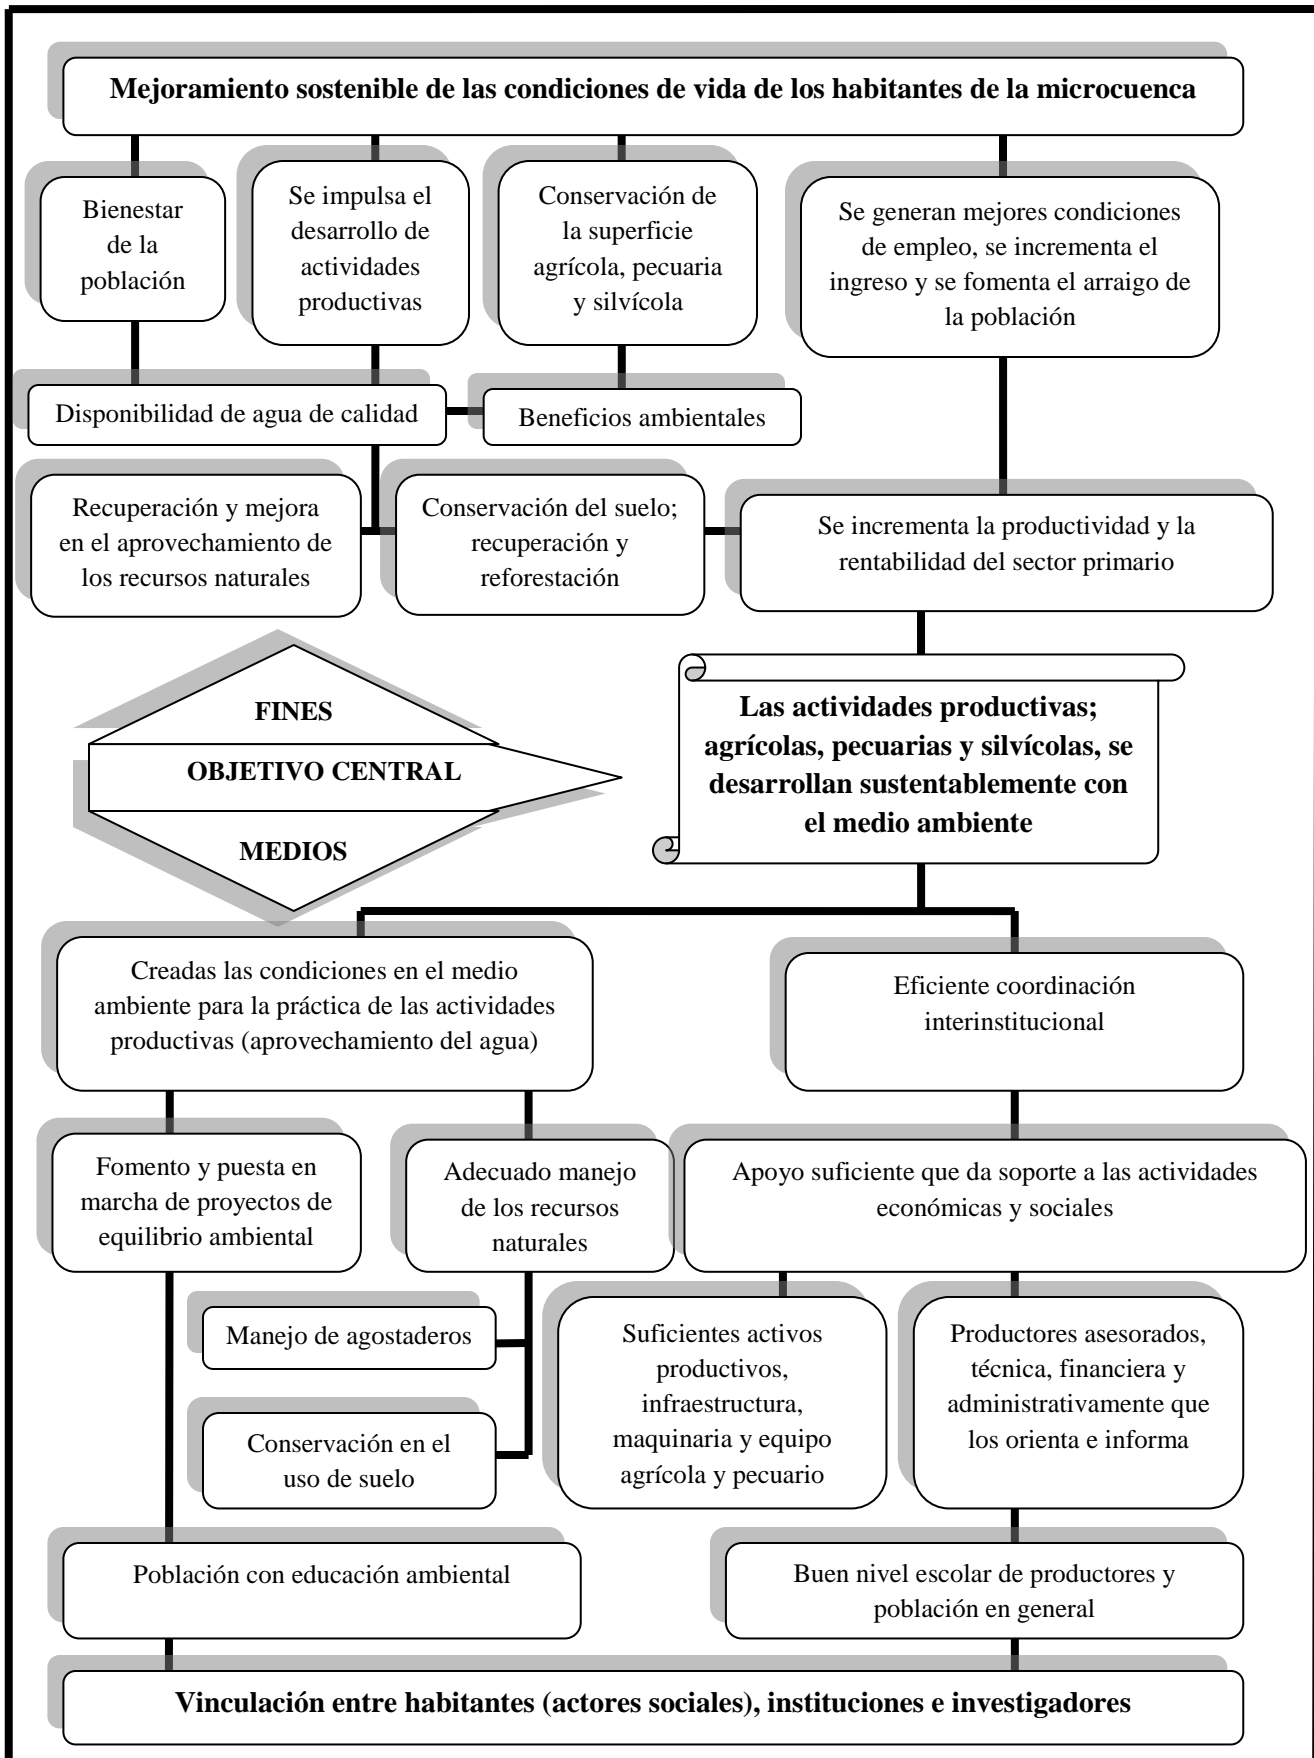 Mejoramiento sostenible de las condiciones de vida de los habitantes de la microcuenca
Bienestar
de la
población
Se impulsa el
desarrollo de
actividades
productivas
Conservación de
la superficie
agrícola, pecuaria
y silvícola
Se generan mejores condiciones
de empleo, se incrementa el
ingreso y se fomenta el arraigo de
la población
Disponibilidad de agua de calidad
Beneficios ambientales
Recuperación y mejora
en el aprovechamiento de
los recursos naturales
Conservación del suelo;
recuperación y
reforestación
Se incrementa la productividad y la
rentabilidad del sector primario
FINES
OBJETIVO CENTRAL
MEDIOS
Las actividades productivas;
agrícolas, pecuarias y silvícolas, se
desarrollan sustentablemente con
el medio ambiente
Creadas las condiciones en el medio
ambiente para la práctica de las actividades
productivas (aprovechamiento del agua)
Eficiente coordinación
interinstitucional
Fomento y puesta en
marcha de proyectos de
equilibrio ambiental
Adecuado manejo
de los recursos
naturales
Apoyo suficiente que da soporte a las actividades
económicas y sociales
Manejo de agostaderos
Conservación en el
uso de suelo
Suficientes activos
productivos,
infraestructura,
maquinaria y equipo
agrícola y pecuario
Productores asesorados,
técnica, financiera y
administrativamente que
los orienta e informa
Población con educación ambiental
Buen nivel escolar de productores y
población en general
Vinculación entre habitantes (actores sociales), instituciones e investigadores